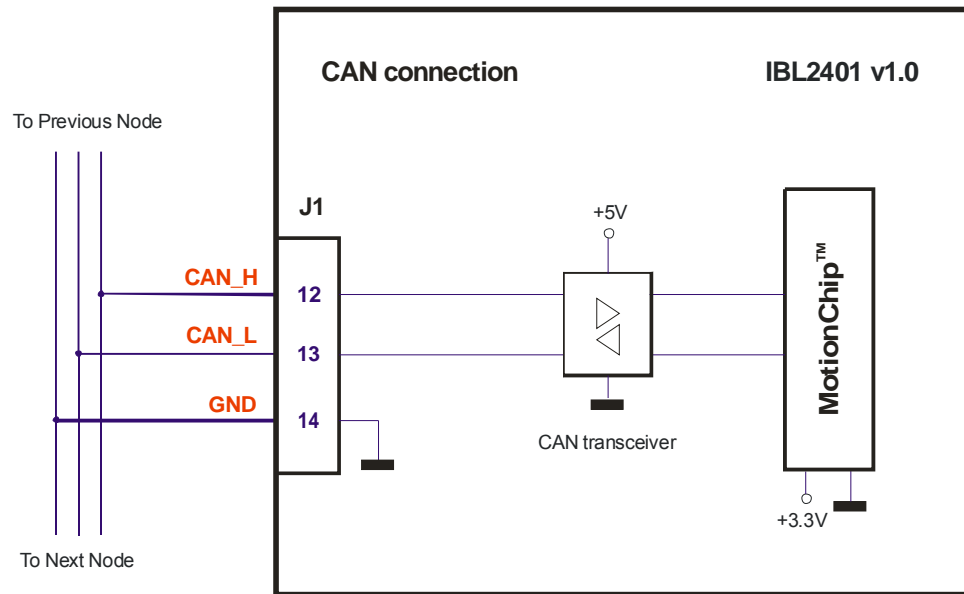 CAN connection
IBL2401 v1.0
To Previous Node
J1
+5V
CAN_H
12
CAN_L
13
GND
14
MotionChip™
CAN transceiver
+3.3V
To Next Node